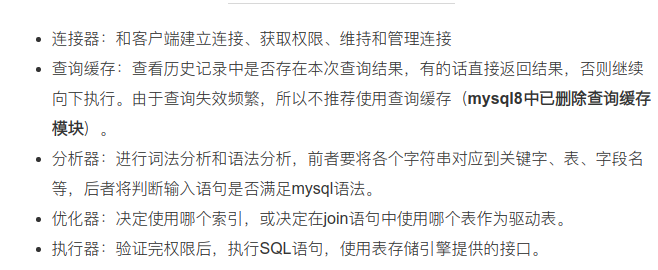 连接器：和客户端建立连接、获取权限、维持和管理连接
查询缓存：查看历史记录中是否存在本次查询结果，有的话直接返回结果，否则继续
向下执行。由于查询失效频繁，所以不推荐使用查询缓存（mysql8中已删除查询缓存
模块）。
分析器：进行词法分析和语法分析，前者要将各个字符串对应到关键字、表、字段名
等，后者将判断输入语句是否满足mysql语法。
优化器：决定使用哪个索引，或决定在join语句中使用哪个表作为驱动表。
执行器：验证完权限后，执行SQL语句，使用表存储引擎提供的接口。